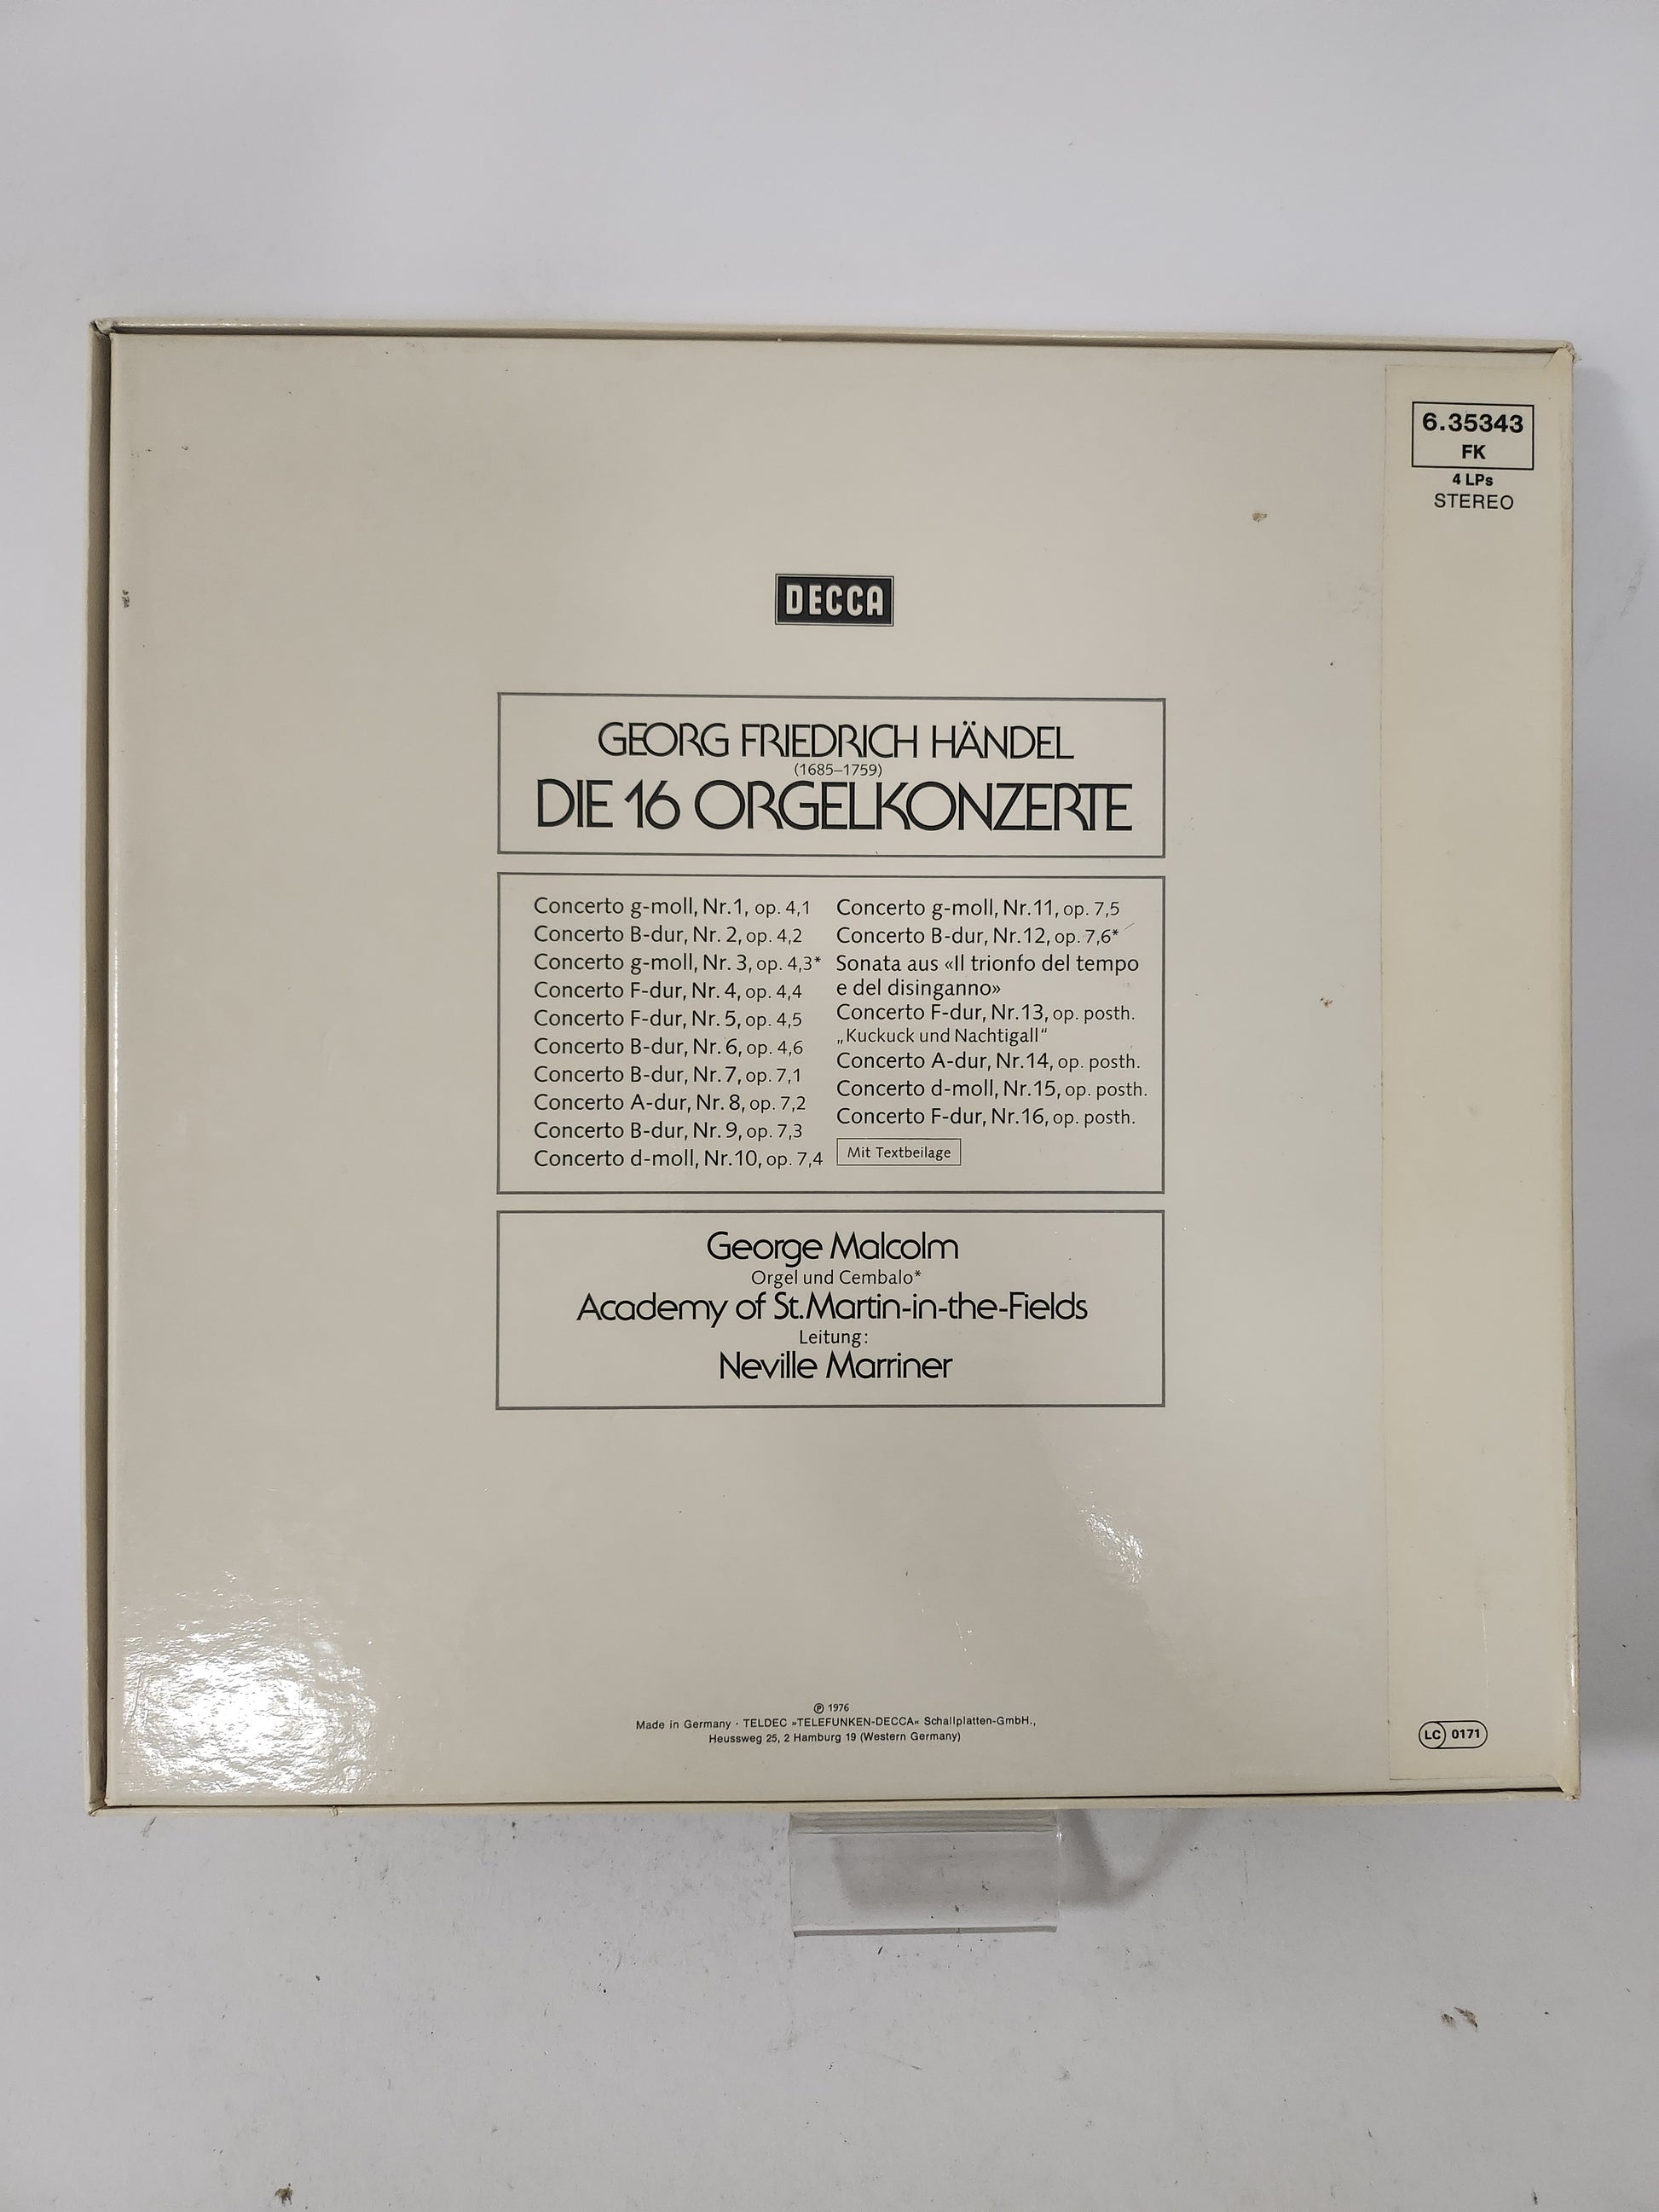 6.35343
FK
4 LPs
STEREO
DECCA
GEORG FRIEDRICH HÄNDEL
(1685–1759)
DIE 16 ORGELKONZERTE
Concerto g-moll, Nr. 1, op. 4,1
Concerto B-dur, Nr. 2, op. 4,2
Concerto g-moll, Nr. 3, op. 4,3*
Concerto F-dur, Nr. 4, op. 4,4
Concerto F-dur, Nr. 5, op. 4,5
Concerto B-dur, Nr. 6, op. 4,6
Concerto B-dur, Nr. 7, op. 7,1
Concerto A-dur, Nr. 8, op. 7,2
Concerto B-dur, Nr. 9, op. 7,3
Concerto d-moll, Nr. 10, op. 7,4
Concerto g-moll, Nr. 11, op. 7,5
Concerto B-dur, Nr. 12, op. 7,6*
Sonata aus «Il trionfo del tempo
e del disinganno»
Concerto F-dur, Nr. 13, op. posth.
„Kuckuck und Nachtigall“
Concerto A-dur, Nr. 14, op. posth.
Concerto d-moll, Nr. 15, op. posth.
Concerto F-dur, Nr. 16, op. posth.
Mit Textbeilage
George Malcolm
Orgel und Cembalo*
Academy of St. Martin-in-the-Fields
Leitung:
Neville Marriner
℗ 1976
Made in Germany · TELDEC »TELEFUNKEN-DECCA« Schallplatten-GmbH.,
Heussweg 25, 2 Hamburg 19 (Western Germany)
LC 0171